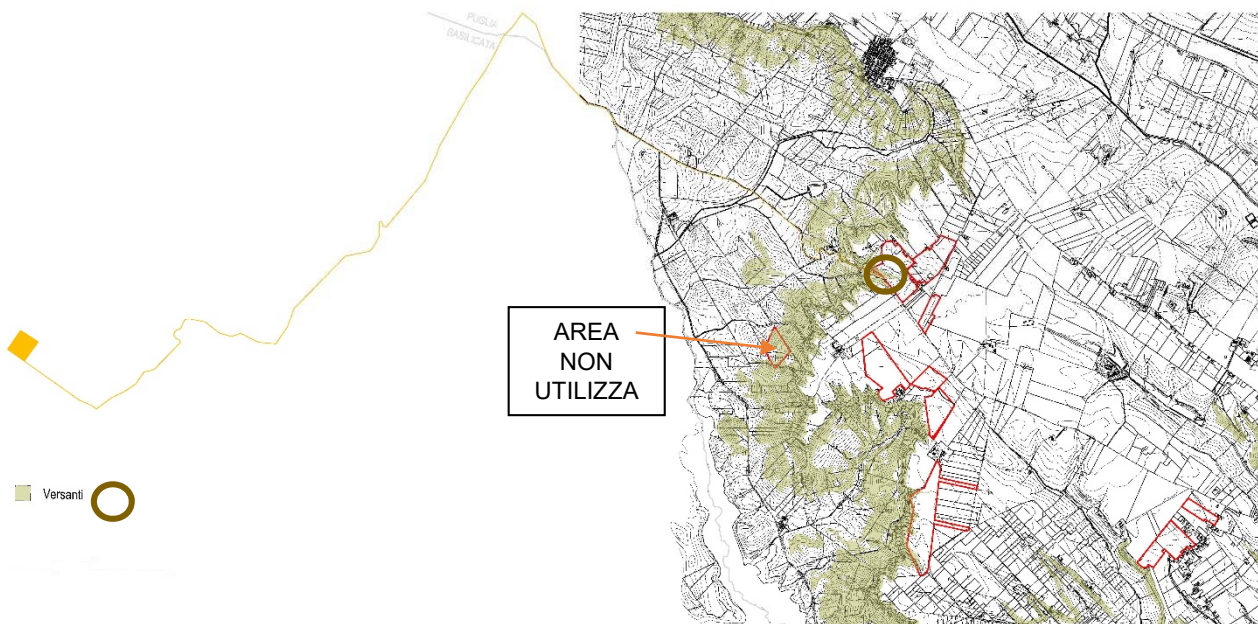 PUGLIA
BASILICATA
AREA
NON
UTILIZZA
Versanti